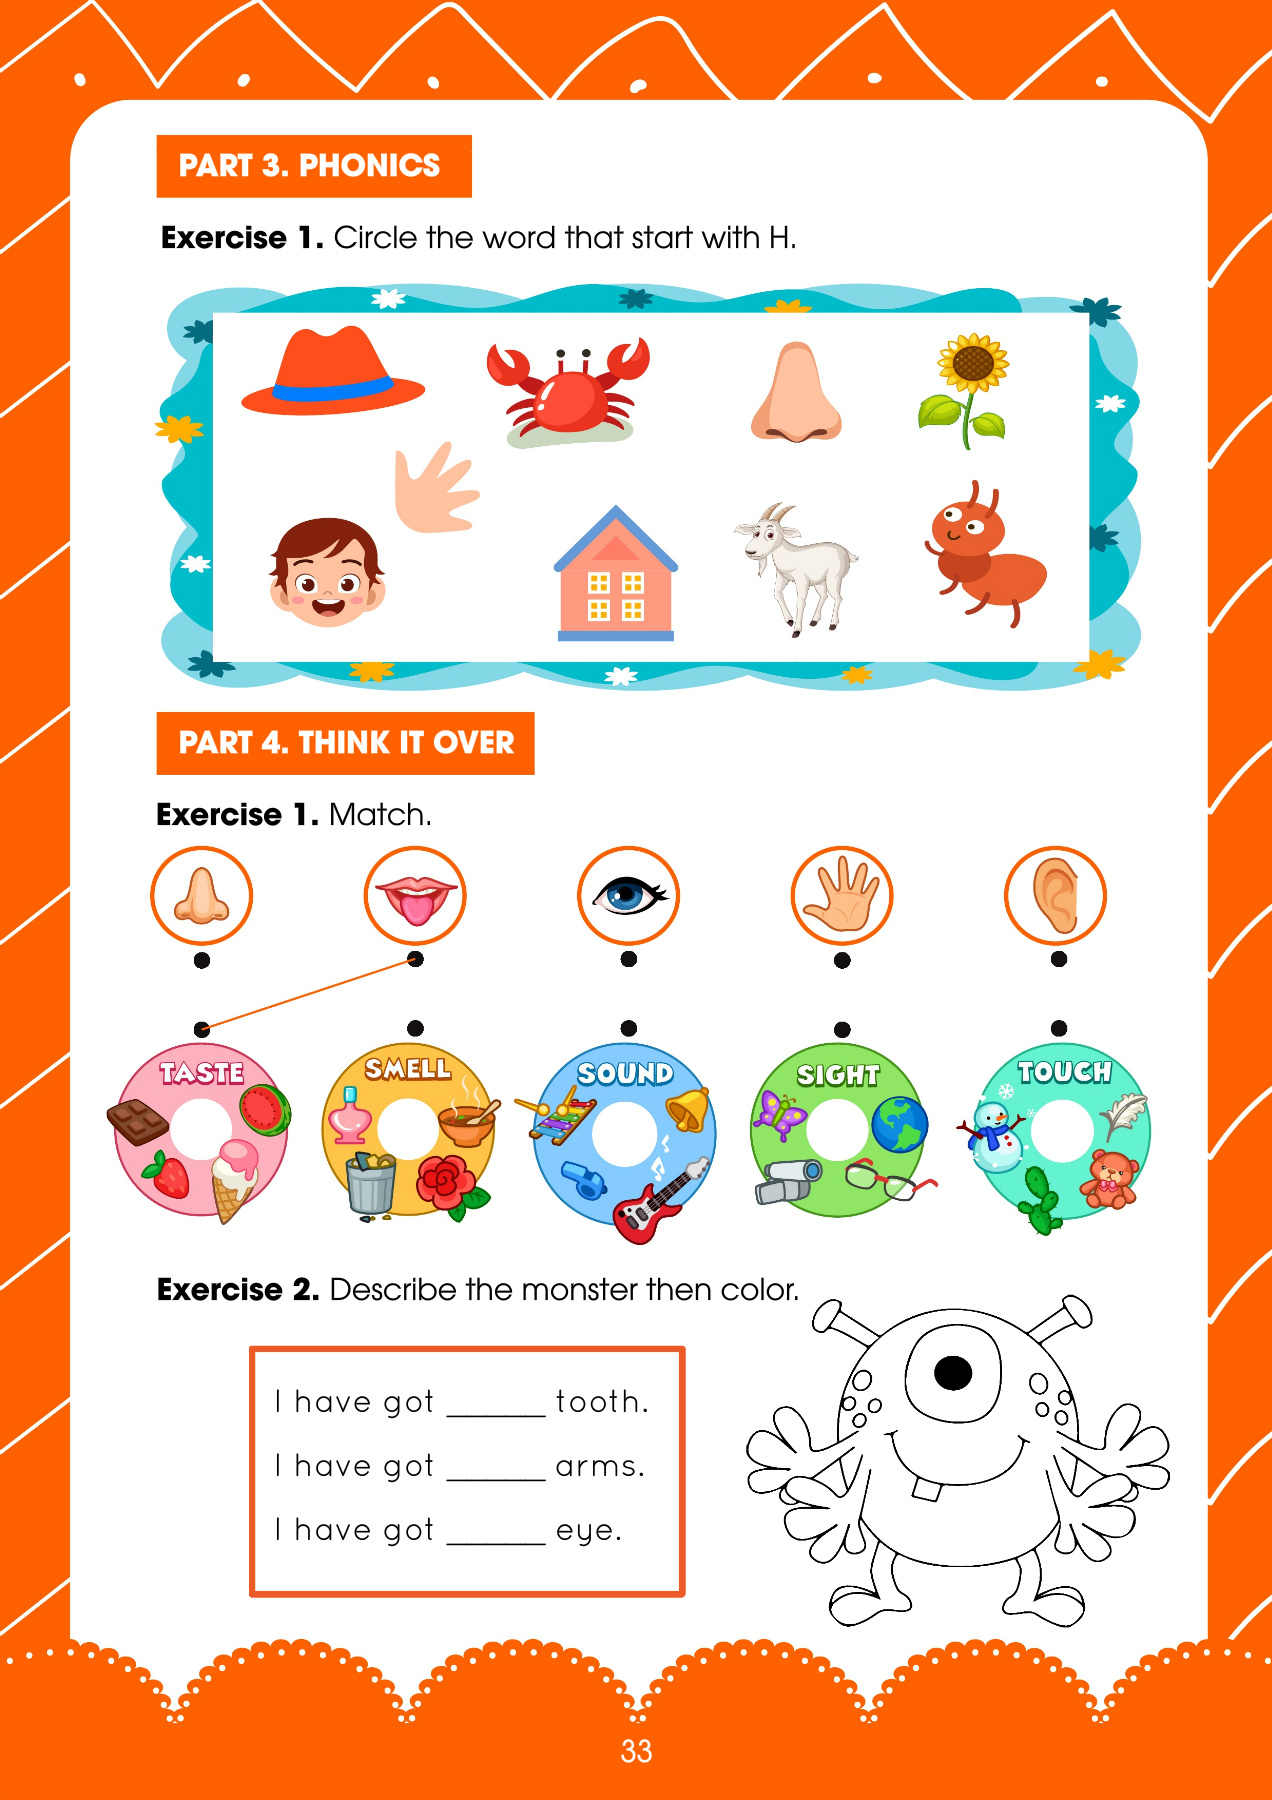 PART 3. PHONICS
Exercise 1. Circle the word that start with H.
PART 4. THINK IT OVER
Exercise 1. Match.
TASTE
SMELL
SOUND
SIGHT
TOUCH
Exercise 2. Describe the monster then color.
I have got ______ tooth.
I have got ______ arms.
I have got ______ eye.
33